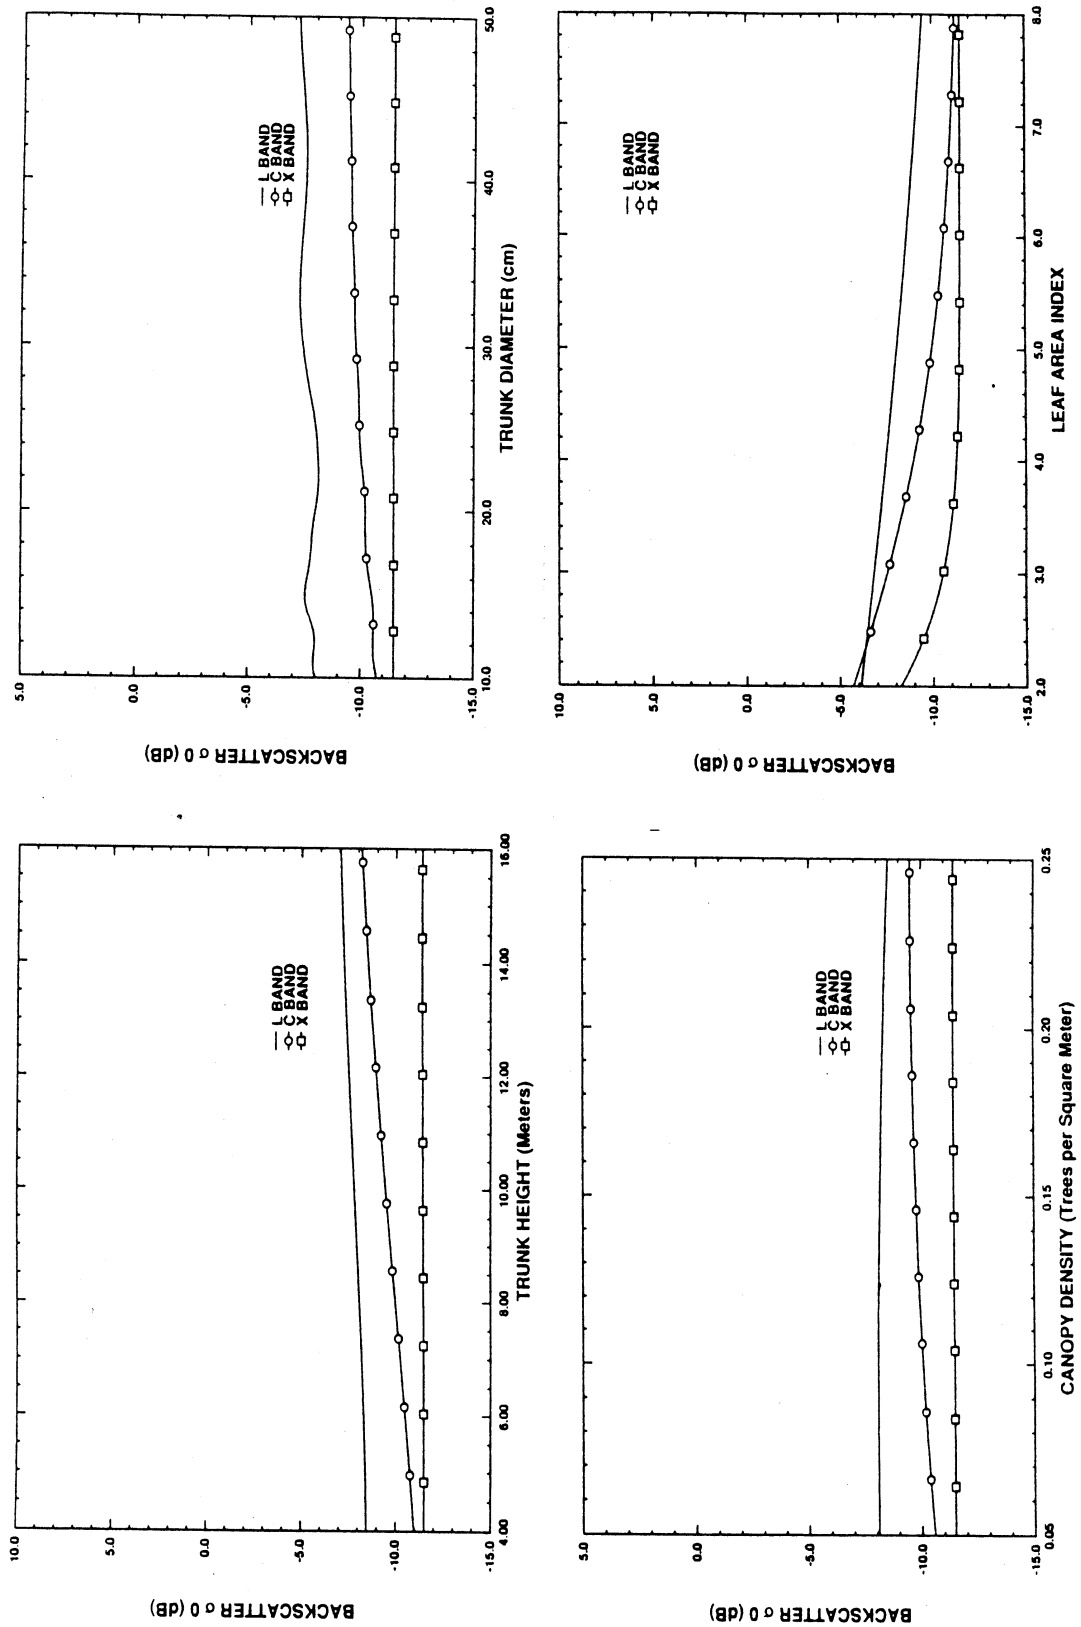 10.0
5.0
0.0
-5.0
-10.0
-15.0
BACKSCATTER σ 0 (dB)
4.00
6.00
8.00
10.00
12.00
14.00
16.00
TRUNK HEIGHT (Meters)
L BAND
C BAND
X BAND
5.0
0.0
-5.0
-10.0
-15.0
BACKSCATTER σ 0 (dB)
10.0
20.0
30.0
40.0
50.0
TRUNK DIAMETER (cm)
L BAND
C BAND
X BAND
5.0
0.0
-5.0
-10.0
-15.0
BACKSCATTER σ 0 (dB)
0.05
0.10
0.15
0.20
0.25
CANOPY DENSITY (Trees per Square Meter)
L BAND
C BAND
X BAND
10.0
5.0
0.0
-5.0
-10.0
-15.0
BACKSCATTER σ 0 (dB)
2.0
3.0
4.0
5.0
6.0
7.0
8.0
LEAF AREA INDEX
L BAND
C BAND
X BAND